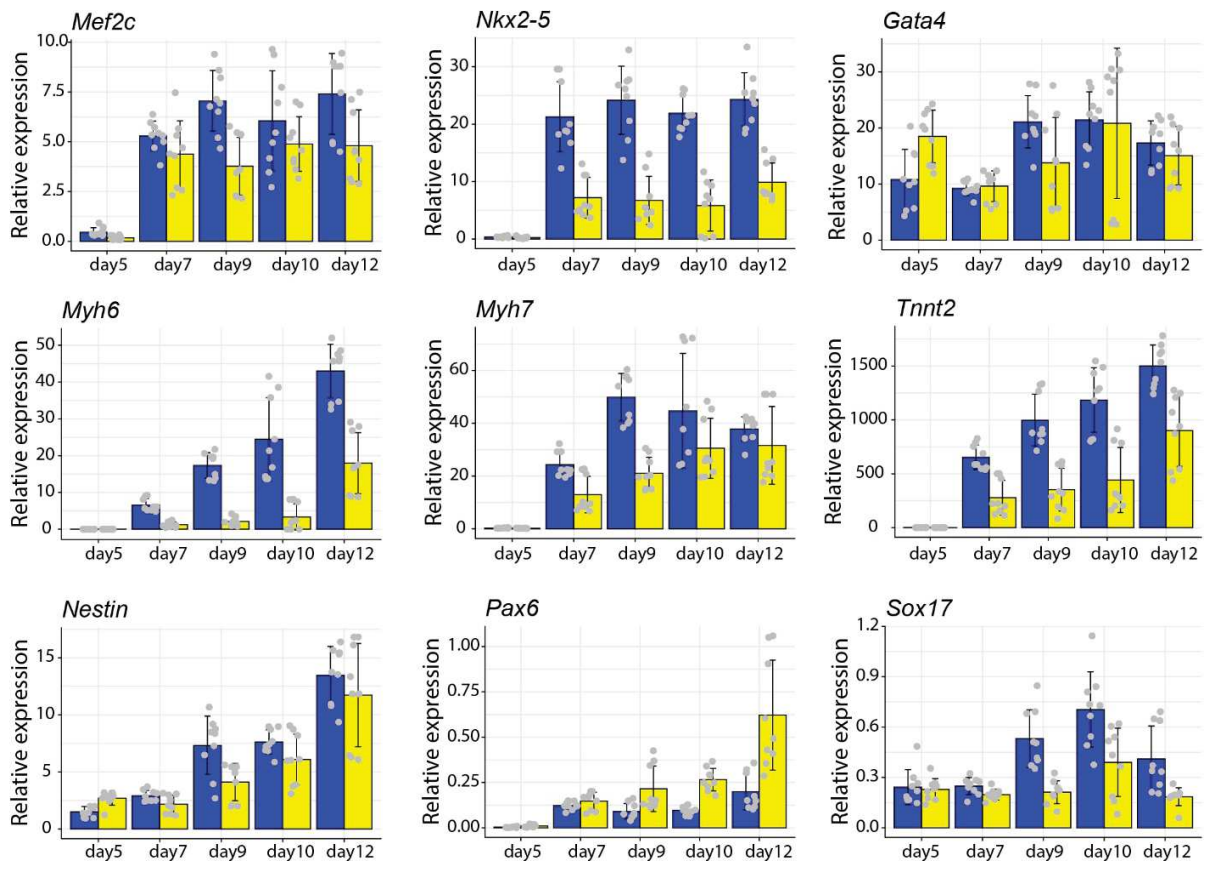 Mef2c
Relative expression
10.0
7.5
5.0
2.5
0.0
day5 day7 day9 day10 day12
Nkx2-5
Relative expression
30
20
10
0
day5 day7 day9 day10 day12
Gata4
Relative expression
30
20
10
0
day5 day7 day9 day10 day12
Myh6
Relative expression
50
40
30
20
10
0
day5 day7 day9 day10 day12
Myh7
Relative expression
60
40
20
0
day5 day7 day9 day10 day12
Tnnt2
Relative expression
1500
1000
500
0
day5 day7 day9 day10 day12
Nestin
Relative expression
15
10
5
0
day5 day7 day9 day10 day12
Pax6
Relative expression
1.00
0.75
0.50
0.25
0.00
day5 day7 day9 day10 day12
Sox17
Relative expression
1.2
0.9
0.6
0.3
0.0
day5 day7 day9 day10 day12